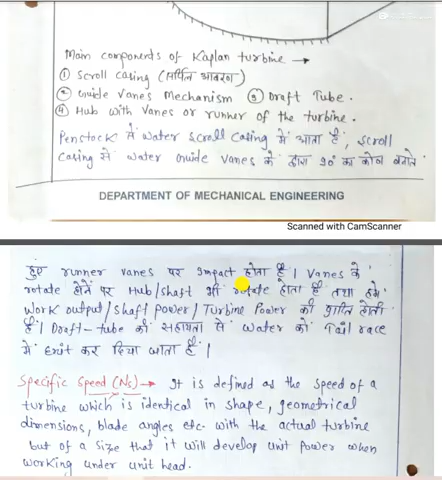 Main components of Kaplan turbine →
① Scroll casing (सर्पिल आवरण)
② Guide Vanes Mechanism ③ Draft Tube.
④ Hub with Vanes or runner of the turbine.
Penstock से water Scroll Casing में आता है, scroll
Casing से water Guide Vanes के द्वारा 90° का कोण बनाते
DEPARTMENT OF MECHANICAL ENGINEERING
Scanned with CamScanner
हुए runner vanes पर Impact होता है। Vanes के
rotate होने पर Hub/shaft भी rotate होता है तथा हमें
Work output/shaft power/Turbine Power की प्राप्ति होती
है। Draft-tube की सहायता से water को Tail race
में Exit कर दिया जाता है।
Specific Speed (Ns) → It is defined as the speed of a
turbine which is identical in shape, geometrical
dimensions, blade angles etc. with the actual turbine
but of a size that it will develop unit power when
working under unit head.